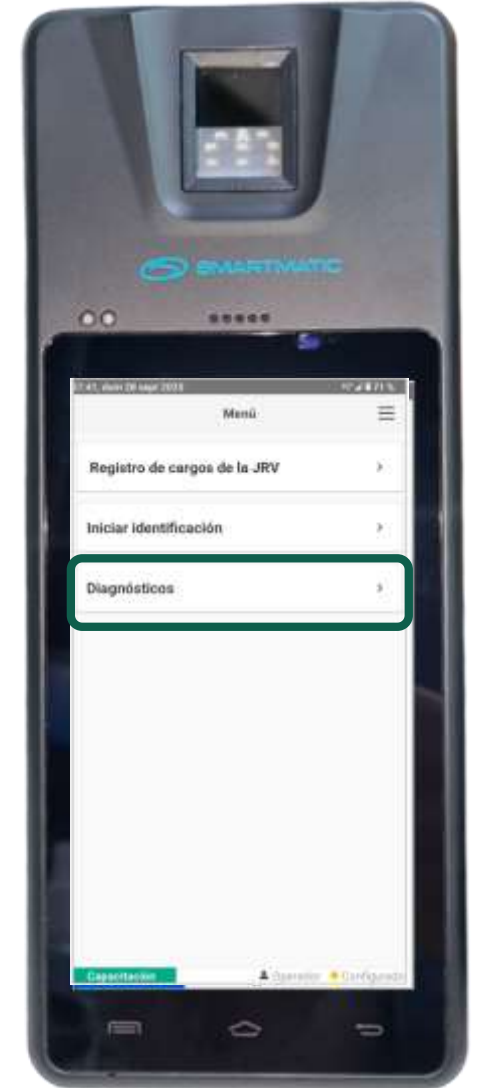 SMARTMATIC
Menú
Registro de cargos de la JRV
Iniciar identificación
Diagnósticos
Capacitación
Operador
Configurado